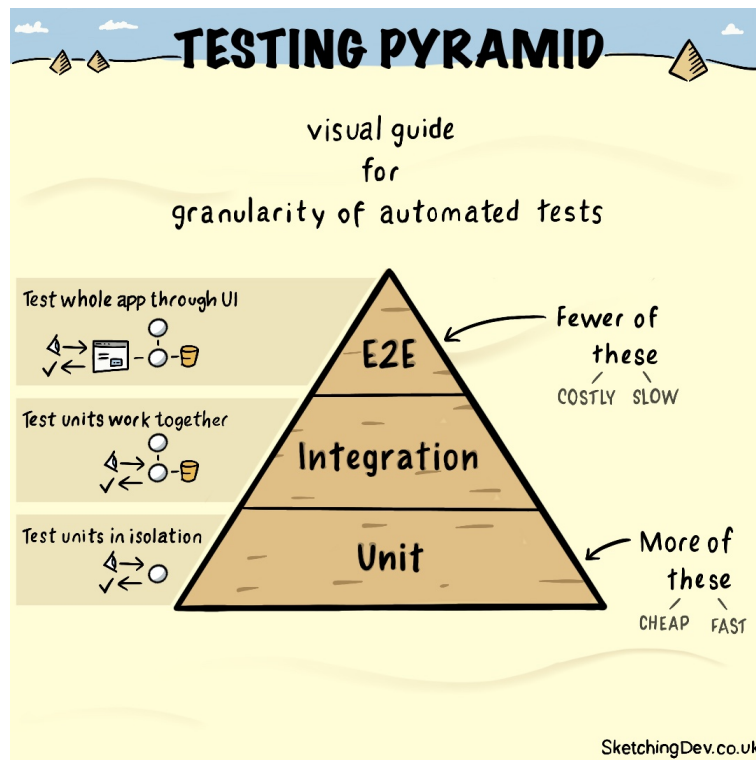 TESTING PYRAMID
visual guide
for
granularity of automated tests
Test whole app through UI
E2E
Fewer of
these
COSTLY SLOW
Test units work together
Integration
Test units in isolation
Unit
More of
these
CHEAP FAST
SketchingDev.co.uk